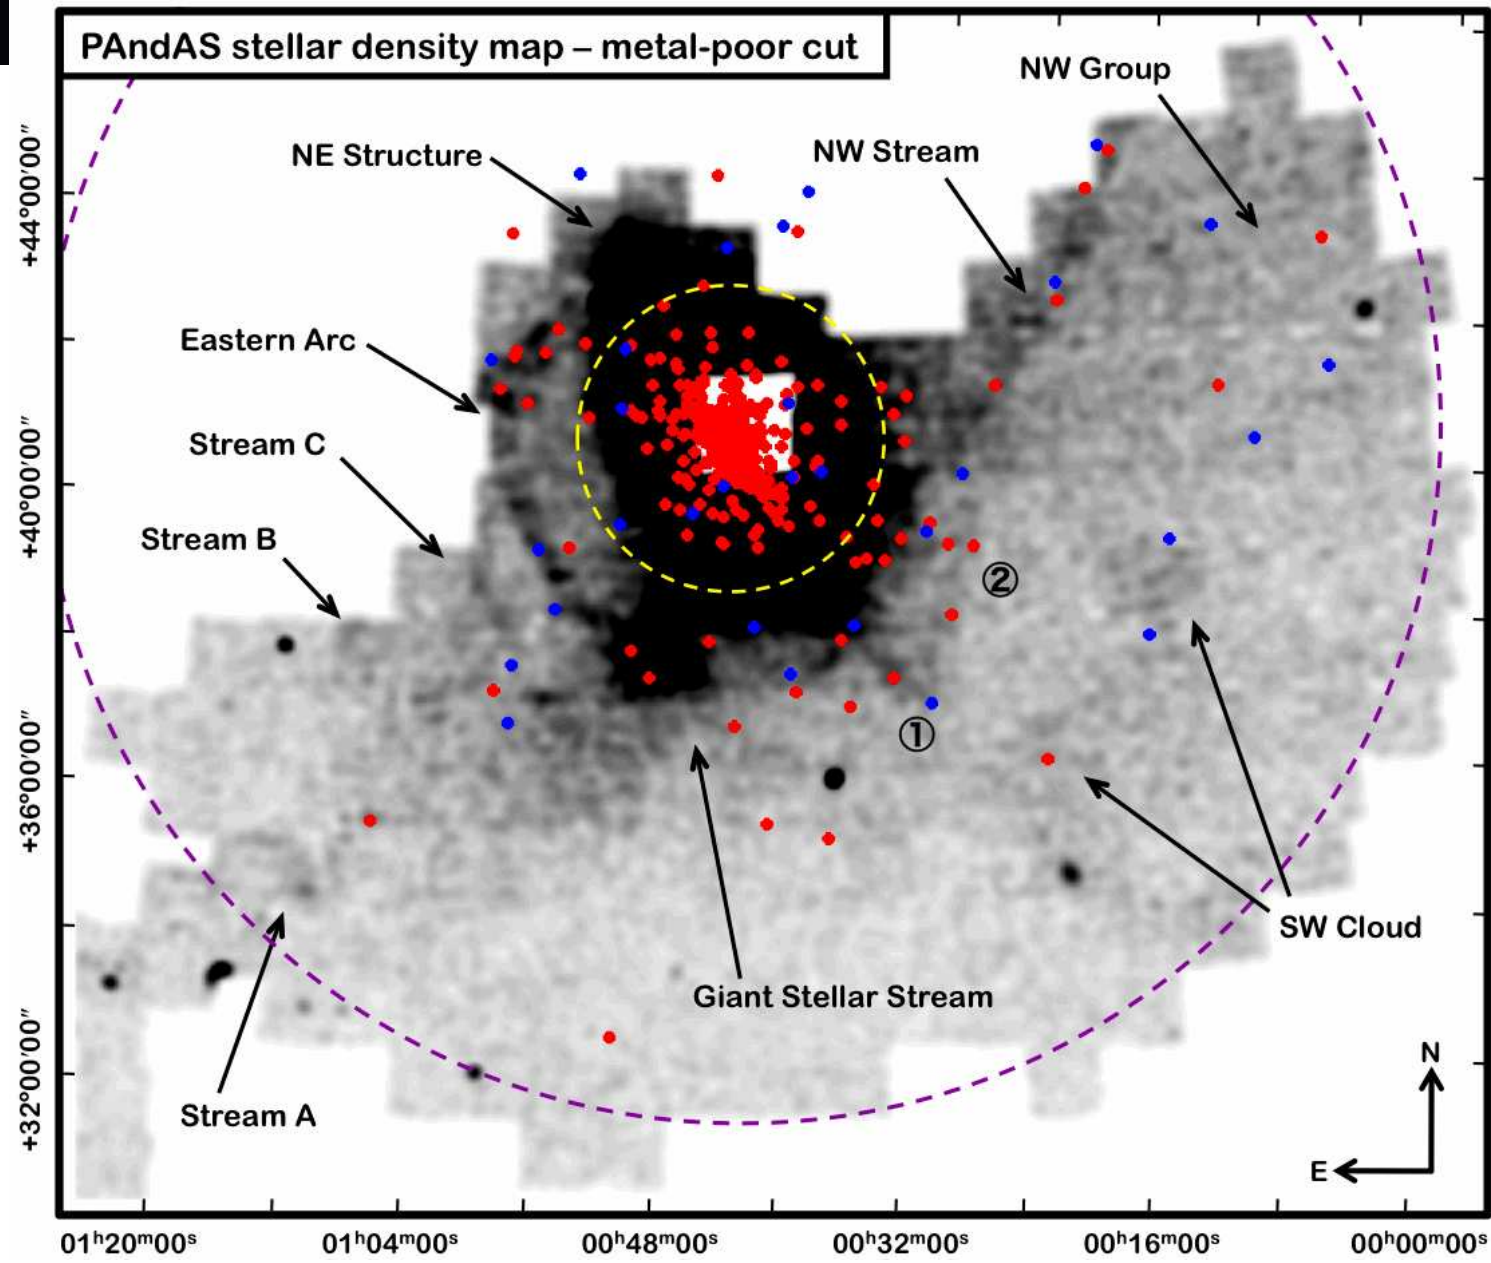 PAndAS stellar density map – metal-poor cut
NW Group
NE Structure
NW Stream
+44°00′00″
Eastern Arc
Stream C
+40°00′00″
Stream B
②
①
+36°00′00″
SW Cloud
Giant Stellar Stream
+32°00′00″
Stream A
N
E
01ʰ20ᵐ00ˢ 01ʰ04ᵐ00ˢ 00ʰ48ᵐ00ˢ 00ʰ32ᵐ00ˢ 00ʰ16ᵐ00ˢ 00ʰ00ᵐ00ˢ